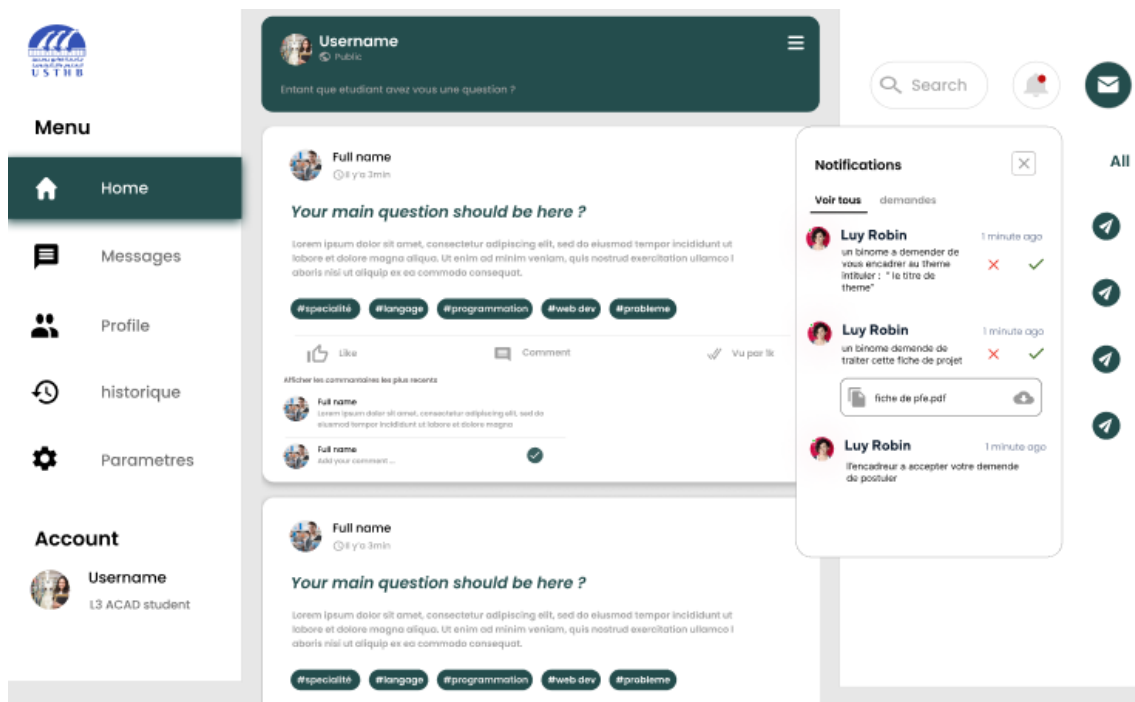 USTHB
Menu
Home
Messages
Profile
historique
Parametres
Account
Username
L3 ACAD student
Username
Public
Entant que etudiant avez vous une question ?
Full name
il y'a 3min
Your main question should be here ?
Lorem ipsum dolor sit amet, consectetur adipiscing elit, sed do eiusmod tempor incididunt ut
labore et dolore magna aliqua. Ut enim ad minim veniam, quis nostrud exercitation ullamco l
aboris nisi ut aliquip ex ea commodo consequat.
#specialité #langage #programmation #web dev #probleme
Like Comment Vu par 1k
Afficher les commentaires les plus recents
Full name
Lorem ipsum dolor sit amet, consectetur adipiscing elit, sed do
eiusmod tempor incididunt ut labore et dolore magna
Full name
Add your comment ...
Full name
il y'a 3min
Your main question should be here ?
Lorem ipsum dolor sit amet, consectetur adipiscing elit, sed do eiusmod tempor incididunt ut
labore et dolore magna aliqua. Ut enim ad minim veniam, quis nostrud exercitation ullamco l
aboris nisi ut aliquip ex ea commodo consequat.
#specialité #langage #programmation #web dev #probleme
Search
Notifications
Voir tous demandes
Luy Robin 1 minute ago
un binome a demender de
vous encadrer au theme
intituler : " le titre de
theme"
Luy Robin 1 minute ago
un binome demende de
traiter cette fiche de projet
fiche de pfe.pdf
Luy Robin 1 minute ago
l'encadreur a accepter votre demende
de postuler
All